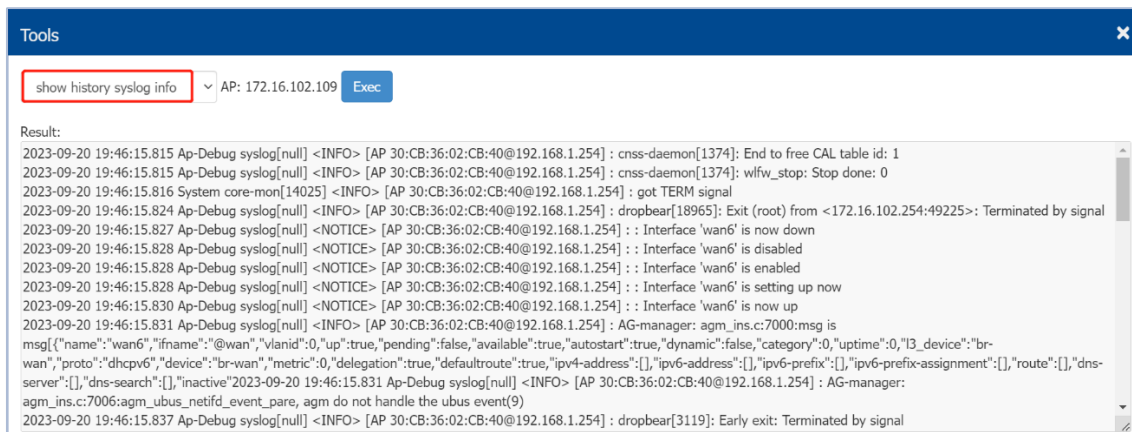 Tools
show history syslog info AP: 172.16.102.109 Exec
Result:
2023-09-20 19:46:15.815 Ap-Debug syslog[null] <INFO> [AP 30:CB:36:02:CB:40@192.168.1.254] : cnss-daemon[1374]: End to free CAL table id: 1
2023-09-20 19:46:15.815 Ap-Debug syslog[null] <INFO> [AP 30:CB:36:02:CB:40@192.168.1.254] : cnss-daemon[1374]: wlfw_stop: Stop done: 0
2023-09-20 19:46:15.816 System core-mon[14025] <INFO> [AP 30:CB:36:02:CB:40@192.168.1.254] : got TERM signal
2023-09-20 19:46:15.824 Ap-Debug syslog[null] <INFO> [AP 30:CB:36:02:CB:40@192.168.1.254] : dropbear[18965]: Exit (root) from <172.16.102.254:49225>: Terminated by signal
2023-09-20 19:46:15.827 Ap-Debug syslog[null] <NOTICE> [AP 30:CB:36:02:CB:40@192.168.1.254] : : Interface 'wan6' is now down
2023-09-20 19:46:15.828 Ap-Debug syslog[null] <NOTICE> [AP 30:CB:36:02:CB:40@192.168.1.254] : : Interface 'wan6' is disabled
2023-09-20 19:46:15.828 Ap-Debug syslog[null] <NOTICE> [AP 30:CB:36:02:CB:40@192.168.1.254] : : Interface 'wan6' is enabled
2023-09-20 19:46:15.828 Ap-Debug syslog[null] <NOTICE> [AP 30:CB:36:02:CB:40@192.168.1.254] : : Interface 'wan6' is setting up now
2023-09-20 19:46:15.830 Ap-Debug syslog[null] <NOTICE> [AP 30:CB:36:02:CB:40@192.168.1.254] : : Interface 'wan6' is now up
2023-09-20 19:46:15.831 Ap-Debug syslog[null] <INFO> [AP 30:CB:36:02:CB:40@192.168.1.254] : AG-manager: agm_ins.c:7000:msg is
msg[{"name":"wan6","ifname":"@wan","vlanid":0,"up":true,"pending":false,"available":true,"autostart":true,"dynamic":false,"category":0,"uptime":0,"l3_device":"br-
wan","proto":"dhcpv6","device":"br-wan","metric":0,"delegation":true,"defaultroute":true,"ipv4-address":[],"ipv6-address":[],"ipv6-prefix":[],"ipv6-prefix-assignment":[],"route":[],"dns-
server":[],"dns-search":[],"inactive"2023-09-20 19:46:15.831 Ap-Debug syslog[null] <INFO> [AP 30:CB:36:02:CB:40@192.168.1.254] : AG-manager:
agm_ins.c:7006:agm_ubus_netifd_event_pare, agm do not handle the ubus event(9)
2023-09-20 19:46:15.837 Ap-Debug syslog[null] <INFO> [AP 30:CB:36:02:CB:40@192.168.1.254] : dropbear[3119]: Early exit: Terminated by signal